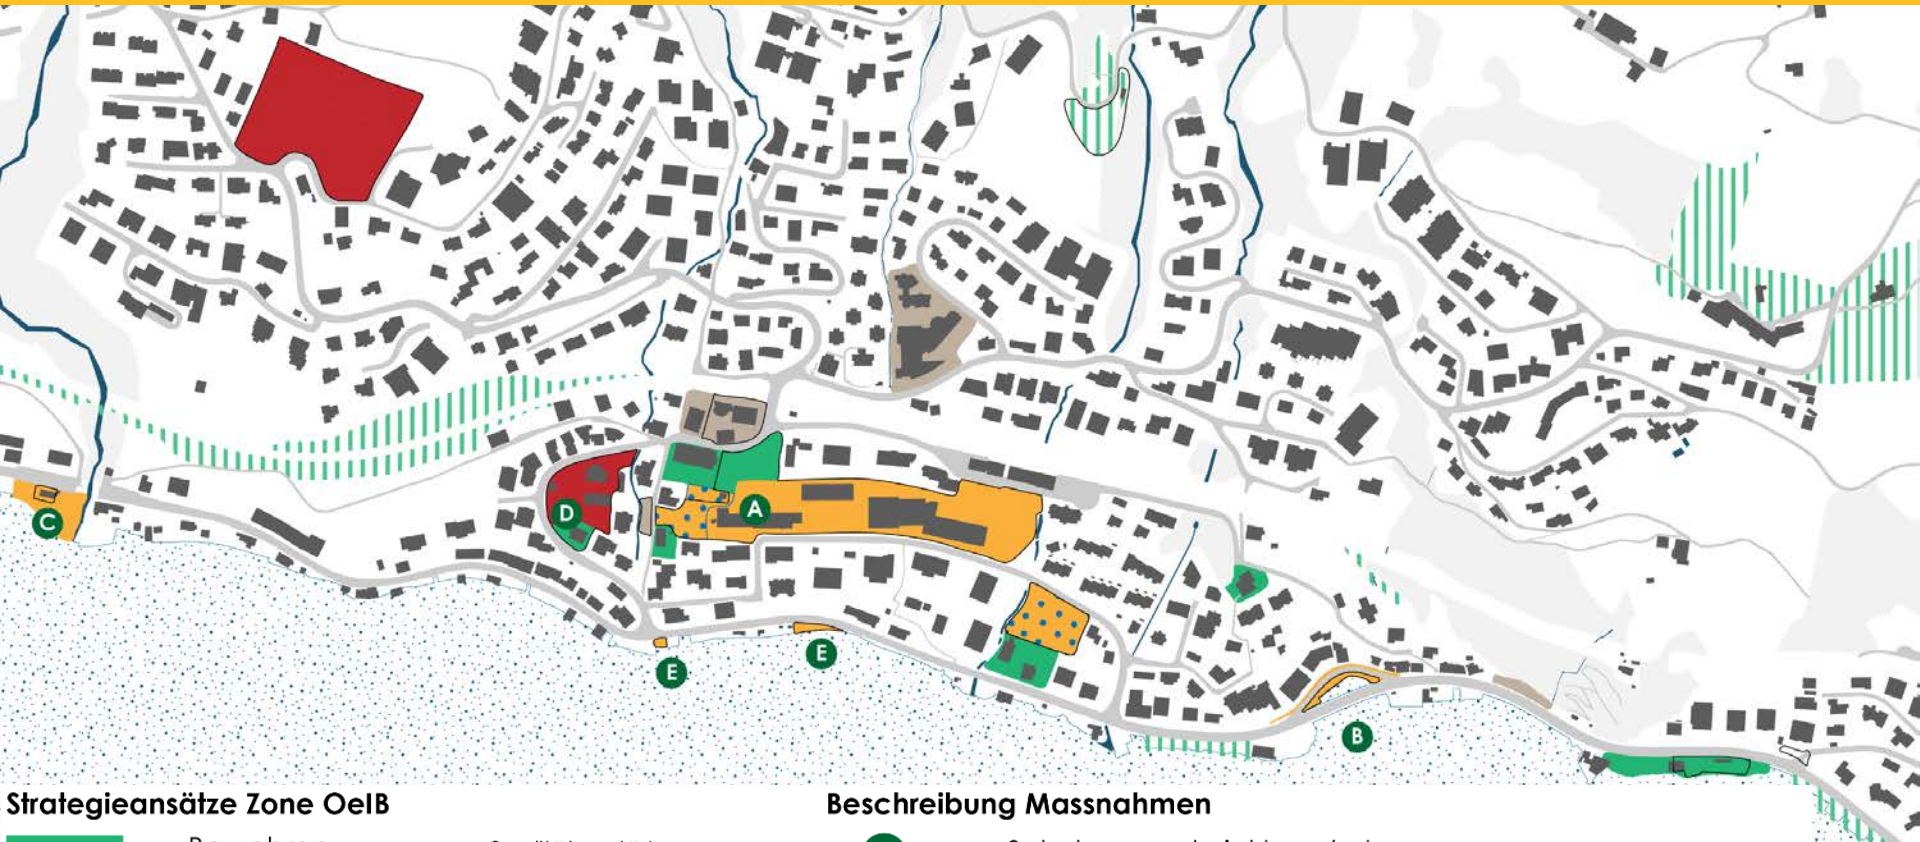 C
D
A
E
E
B
Strategieansätze Zone OeIB
Beschreibung Massnahmen